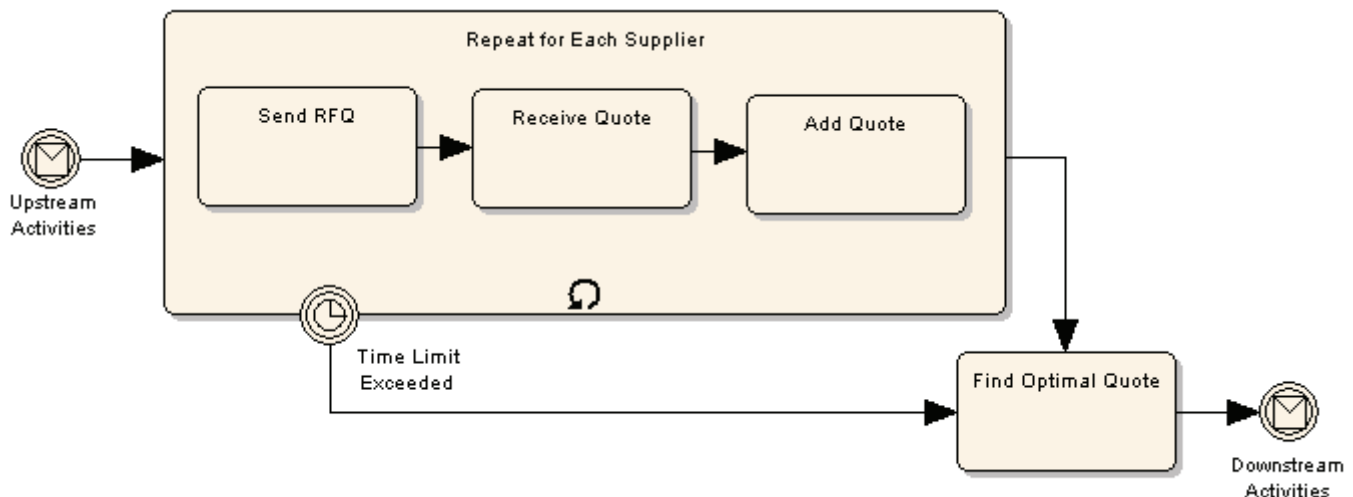 Repeat for Each Supplier
Send RFQ
Receive Quote
Add Quote
Upstream
Activities
Time Limit
Exceeded
Find Optimal Quote
Downstream
Activities